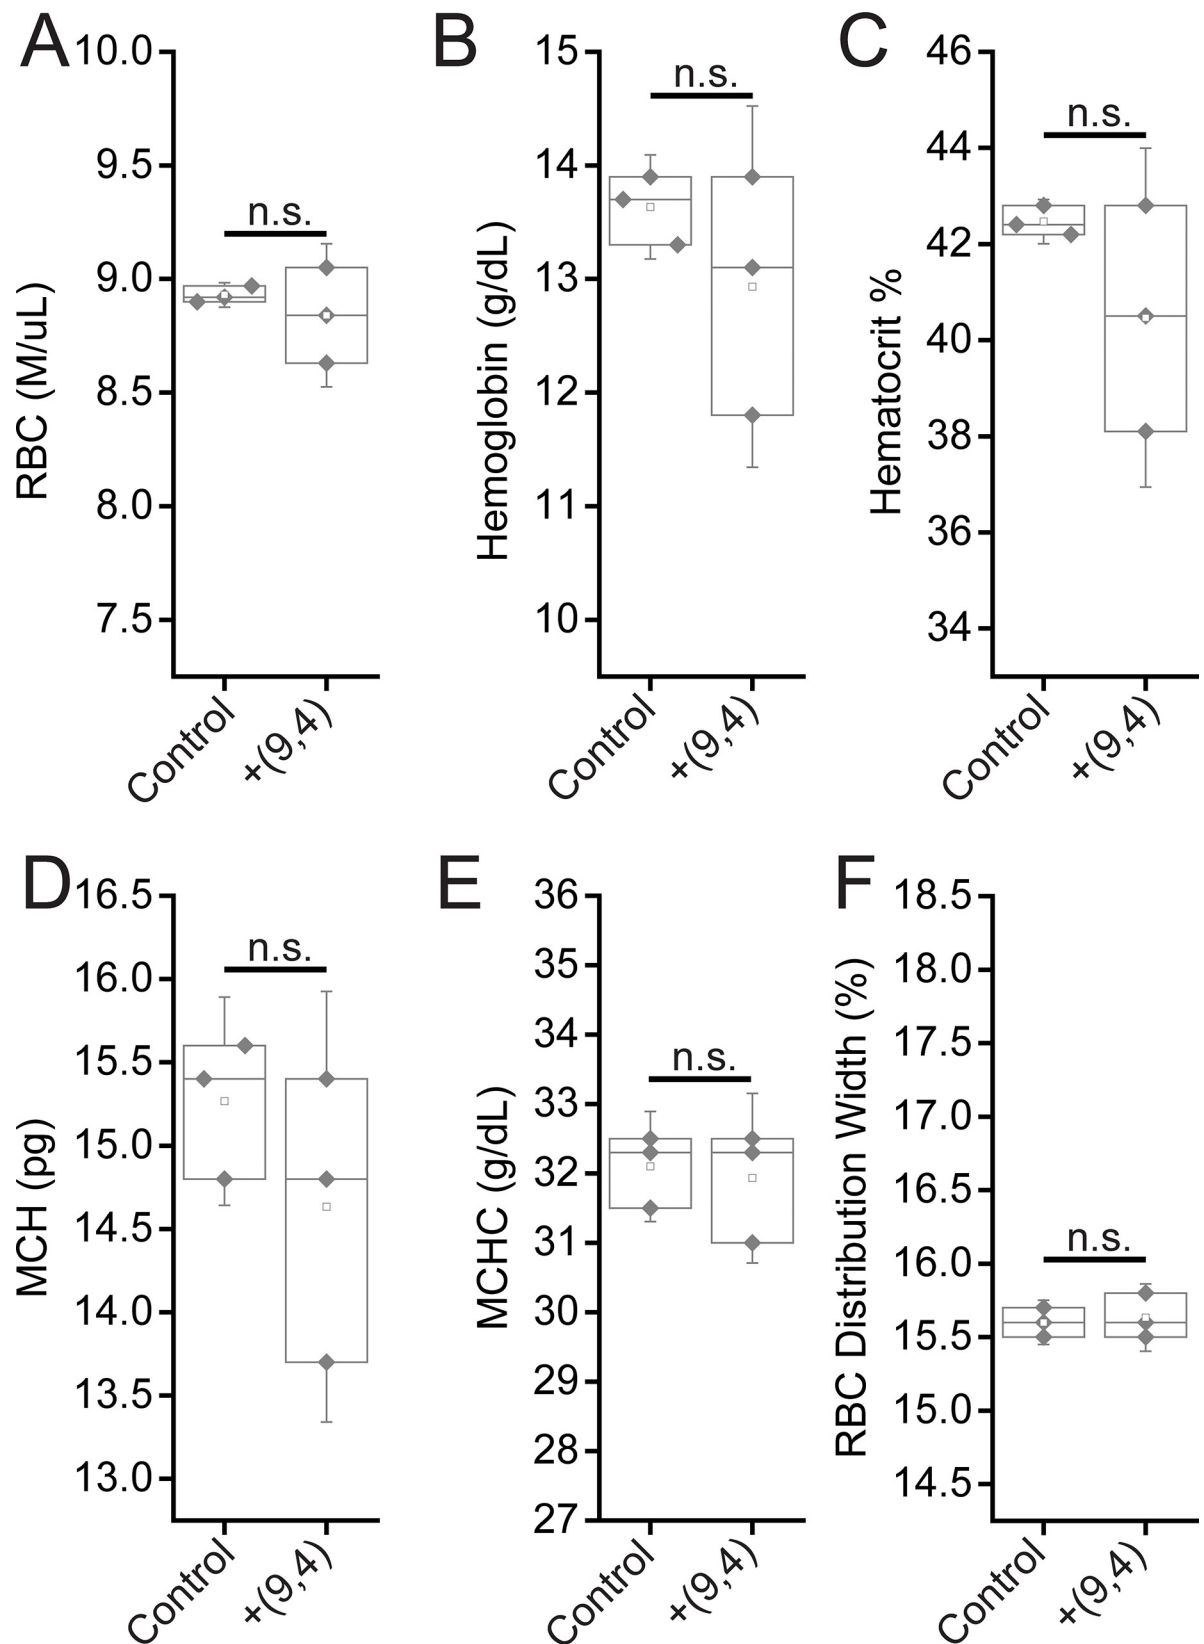 A
10.0
9.5
9.0
8.5
8.0
7.5
RBC (M/uL)
n.s.
Control
+(9,4)
B
15
14
13
12
11
10
Hemoglobin (g/dL)
n.s.
Control
+(9,4)
C
46
44
42
40
38
36
34
Hematocrit %
n.s.
Control
+(9,4)
D
16.5
16.0
15.5
15.0
14.5
14.0
13.5
13.0
MCH (pg)
n.s.
Control
+(9,4)
E
36
35
34
33
32
31
30
29
28
27
MCHC (g/dL)
n.s.
Control
+(9,4)
F
18.5
18.0
17.5
17.0
16.5
16.0
15.5
15.0
14.5
RBC Distribution Width (%)
n.s.
Control
+(9,4)